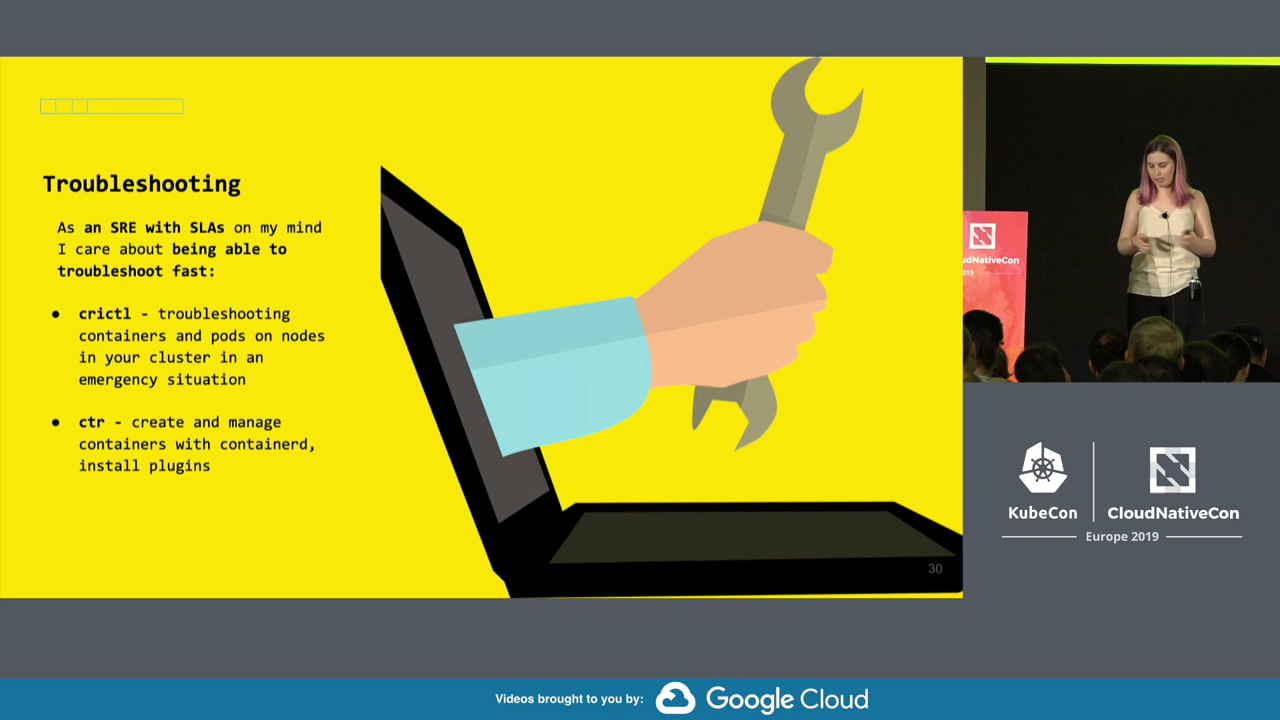 Troubleshooting
As an SRE with SLAs on my mind
I care about being able to
troubleshoot fast:
● crictl - troubleshooting
containers and pods on nodes
in your cluster in an
emergency situation
● ctr - create and manage
containers with containerd,
install plugins
30
oudNativeCon
019
KubeCon
CloudNativeCon
Europe 2019
Videos brought to you by:
Google Cloud